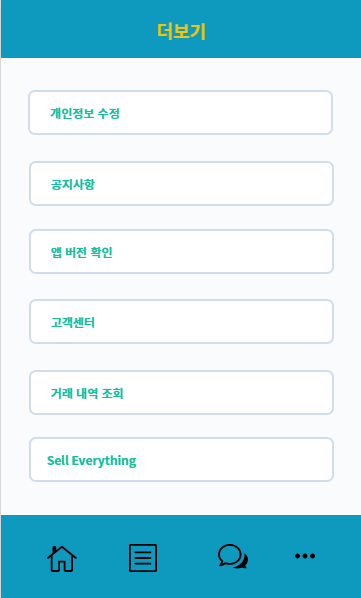 더보기
개인정보 수정
공지사항
앱 버전 확인
고객센터
거래 내역 조회
Sell Everything